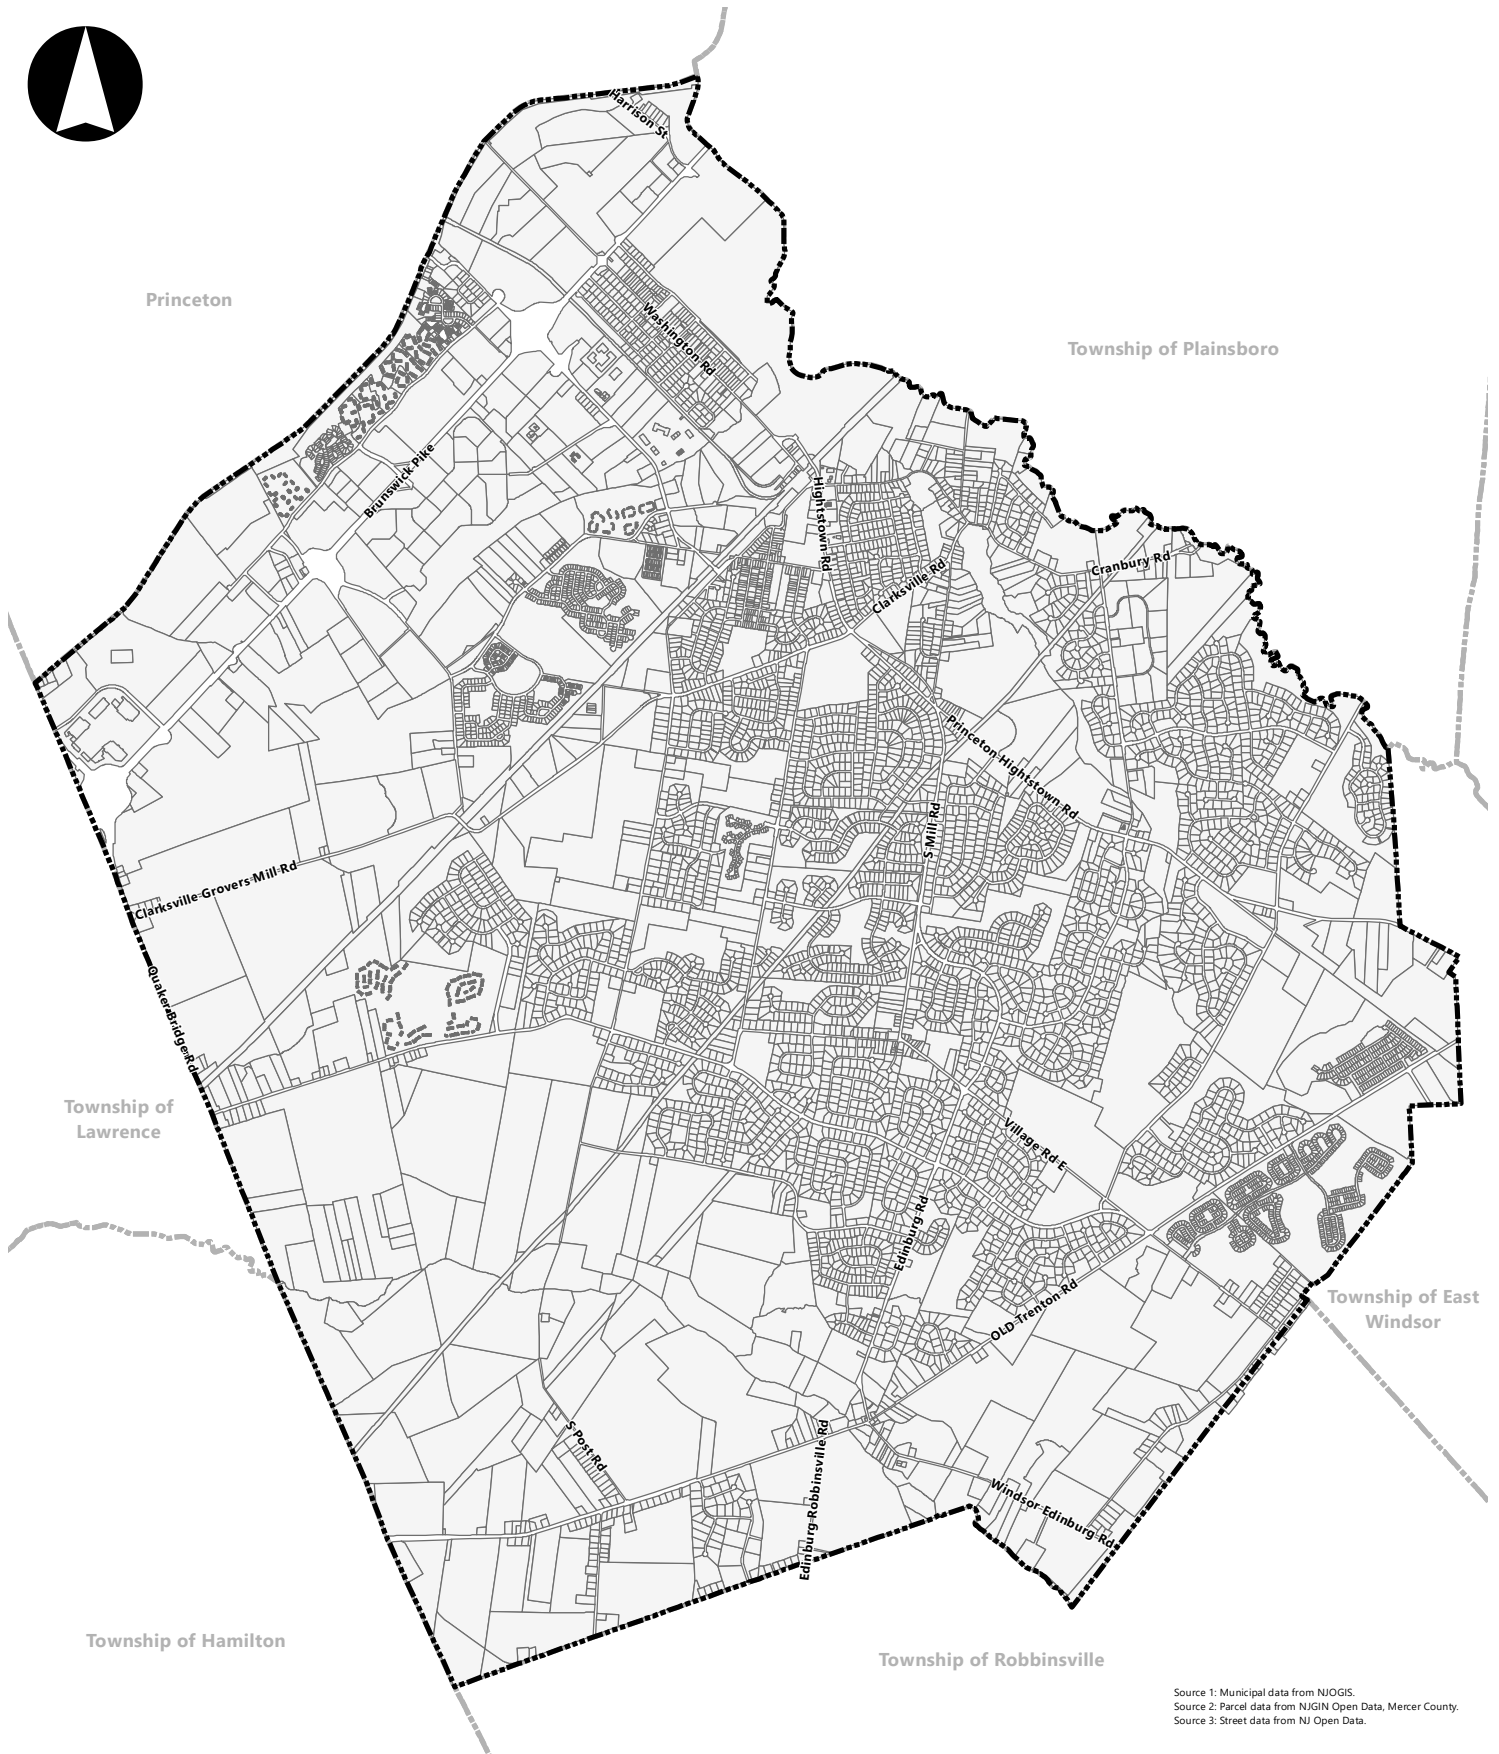 Harrison St
Princeton
Washington Rd
Township of Plainsboro
Brunswick Pike
Hightstown Rd
Cranbury Rd
Clarksville Rd
Princeton Hightstown Rd
S Mill Rd
Clarksville-Grovers Mill Rd
Quaker Bridge Rd
Township of
Lawrence
Village Rd E
Edinburg Rd
OLD Trenton Rd
Township of East
Windsor
S Post Rd
Edinburg-Robbinsville Rd
Windsor-Edinburg Rd
Township of Hamilton
Township of Robbinsville
Source 1: Municipal data from NJOGIS.
Source 2: Parcel data from NJGIN Open Data, Mercer County.
Source 3: Street data from NJ Open Data.